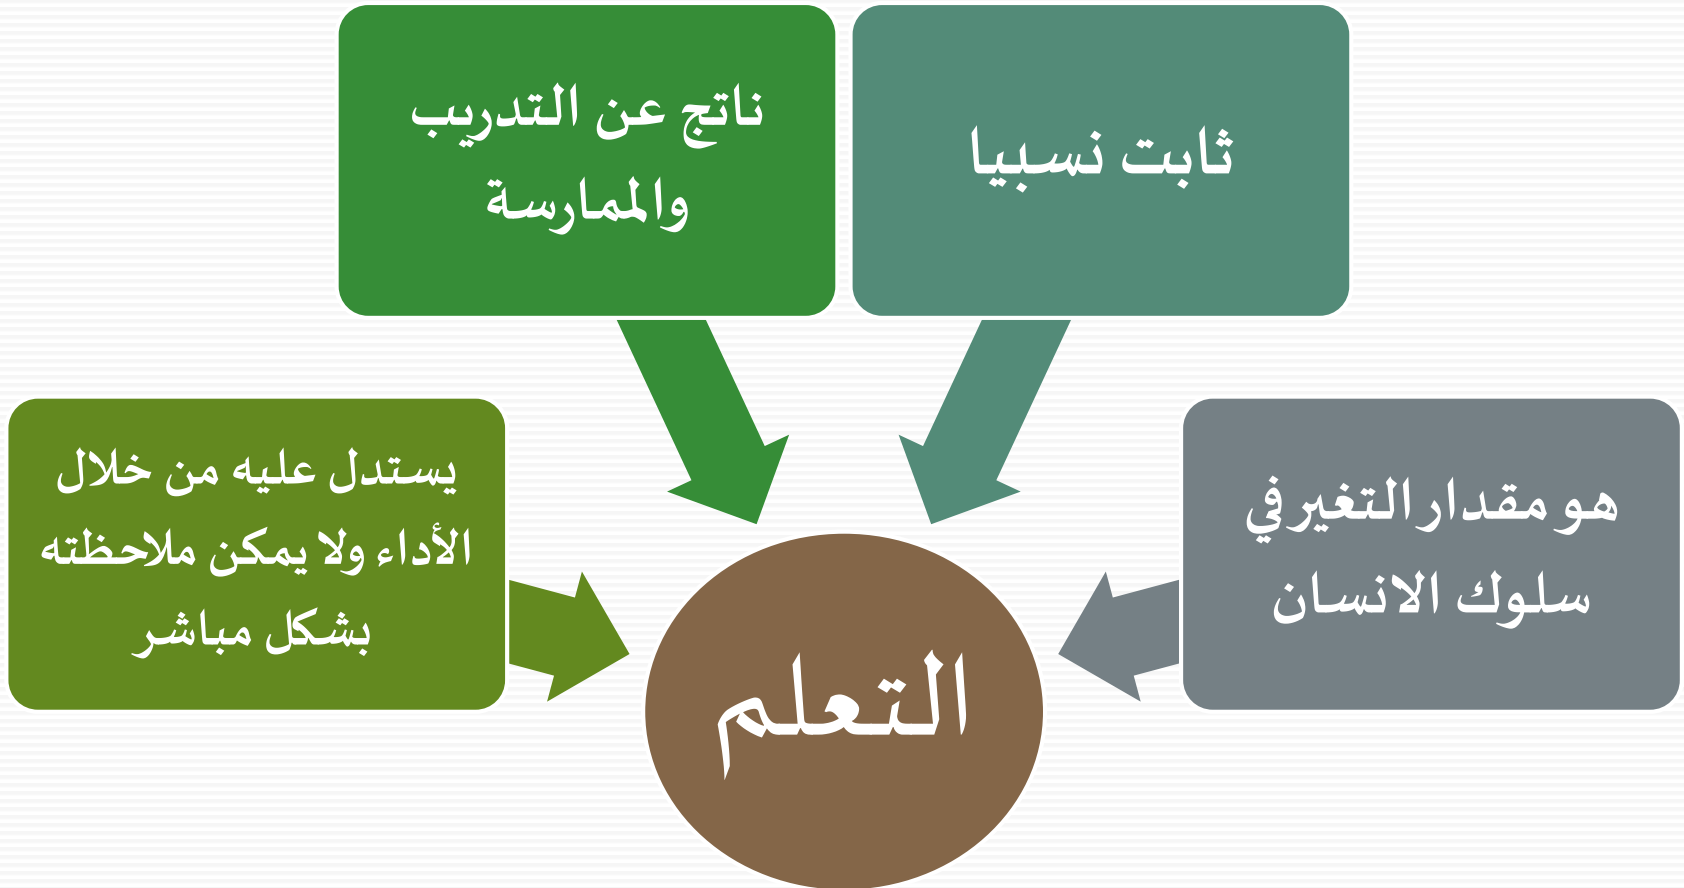 هو مقدار التغير في
سلوك الانسان
ثابت نسبيا
ناتج عن التدريب
والممارسة
يستدل عليه من خلال
الأداء ولا يمكن ملاحظته
بشكل مباشر
التعلم